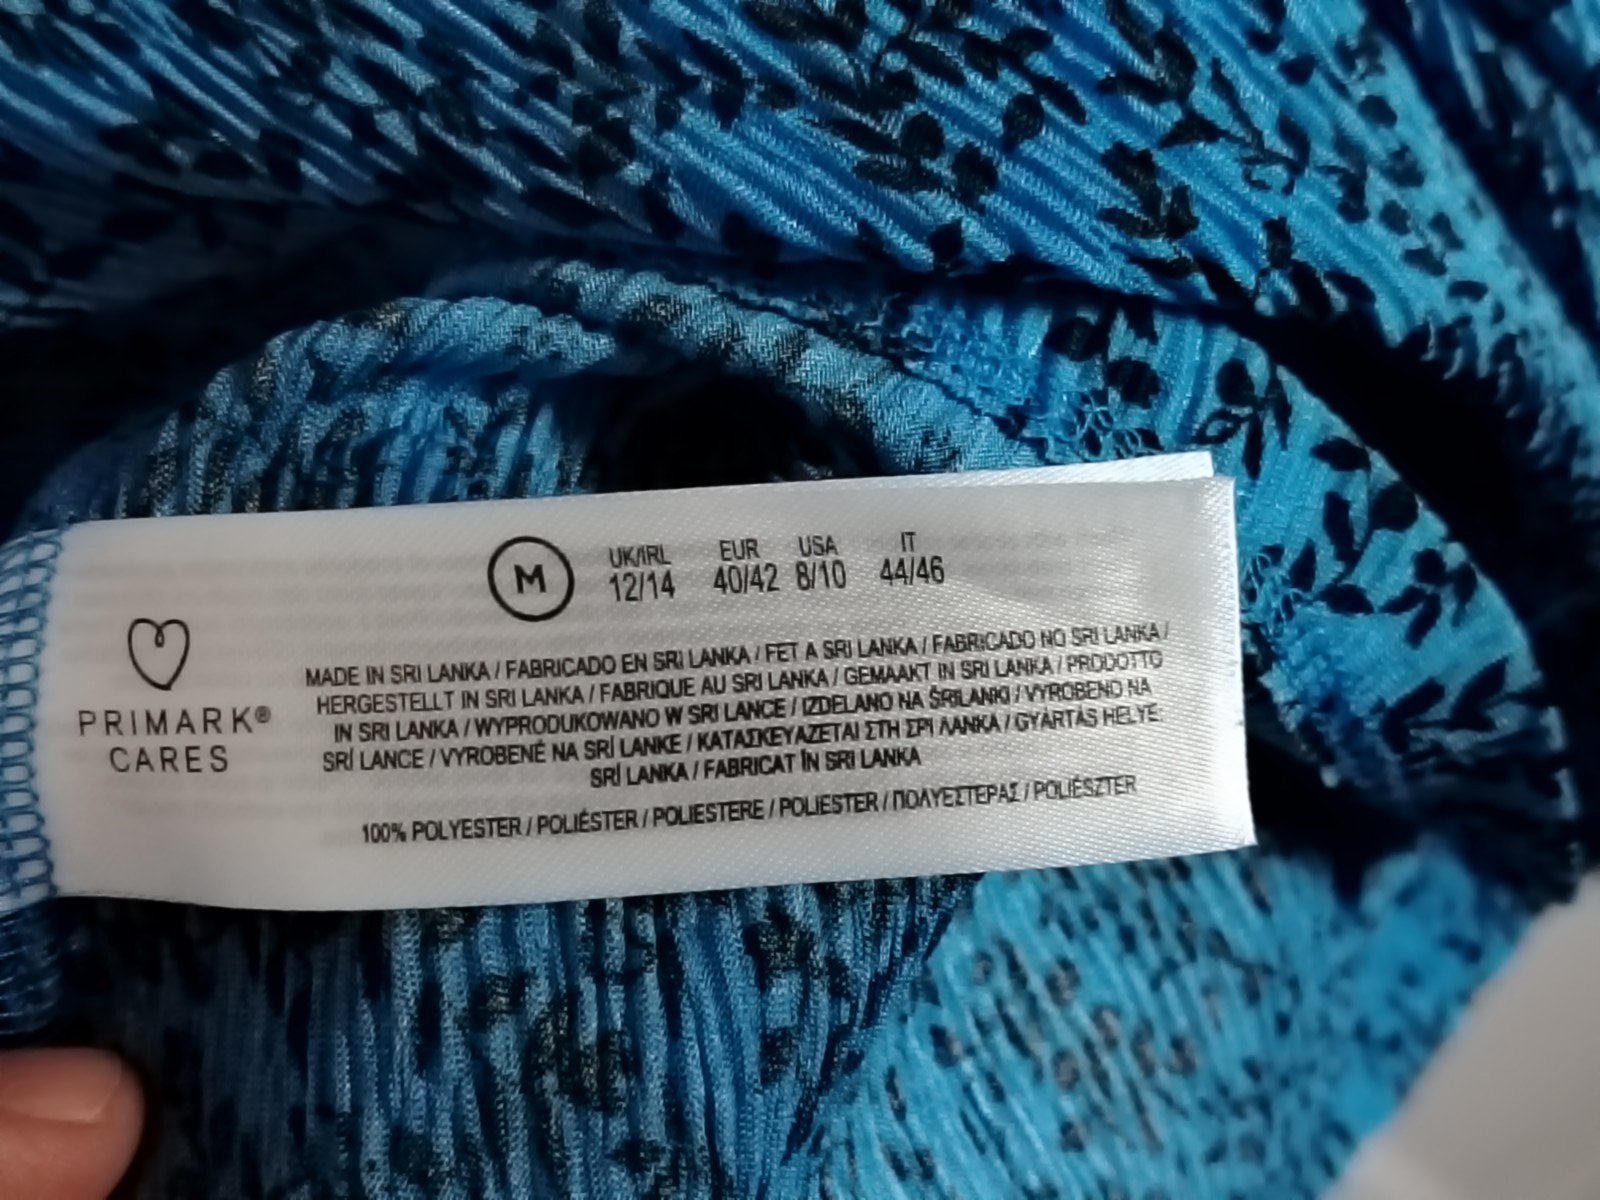 M
UK/IRL EUR USA IT
12/14 40/42 8/10 44/46
PRIMARK®
CARES
MADE IN SRI LANKA / FABRICADO EN SRI LANKA / FET A SRI LANKA / FABRICADO NO SRI LANKA /
HERGESTELLT IN SRI LANKA / FABRIQUE AU SRI LANKA / GEMAAKT IN SRI LANKA / PRODOTTO
IN SRI LANKA / WYPRODUKOWANO W SRI LANCE / IZDELANO NA ŠRILANKI / VYROBENO NA
SRÍ LANCE / VYROBENÉ NA SRÍ LANKE / ΚΑΤΑΣΚΕΥΑΖΕΤΑΙ ΣΤΗ ΣΡΙ ΛΑΝΚΑ / GYÁRTÁS HELYE:
SRÍ LANKA / FABRICAT ÎN SRI LANKA
100% POLYESTER / POLIÉSTER / POLIESTERE / POLIESTER / ΠΟΛΥΕΣΤΕΡΑΣ / POLIÉSZTER